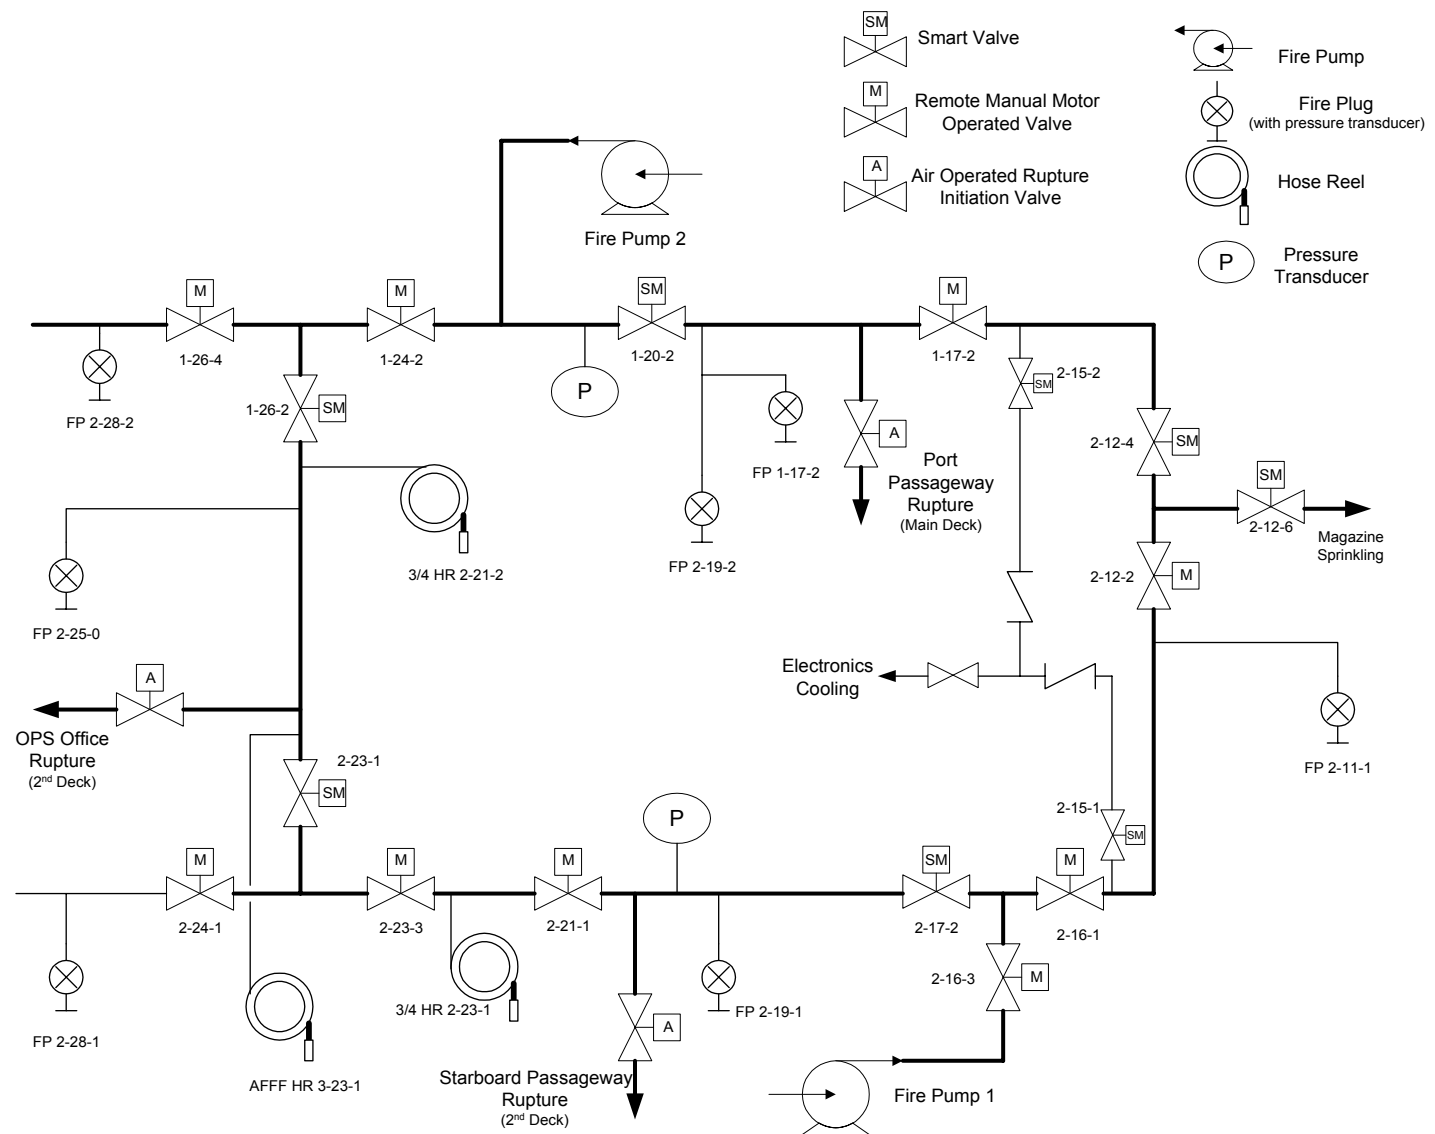 SM
Smart Valve
M
Remote Manual Motor
Operated Valve
A
Air Operated Rupture
Initiation Valve
Fire Pump
Fire Plug
(with pressure transducer)
Hose Reel
P
Pressure
Transducer
Fire Pump 2
M
1-26-4
M
1-24-2
SM
1-20-2
M
1-17-2
FP 2-28-2
1-26-2
SM
P
FP 1-17-2
FP 2-19-2
A
Port
Passageway
Rupture
(Main Deck)
2-15-2
SM
2-12-4
SM
SM
2-12-6
Magazine
Sprinkling
2-12-2
M
3/4 HR 2-21-2
FP 2-25-0
A
OPS Office
Rupture
(2nd Deck)
Electronics
Cooling
FP 2-11-1
2-23-1
SM
P
2-15-1
SM
M
2-24-1
M
2-23-3
M
2-21-1
SM
2-17-2
M
2-16-1
2-16-3
M
FP 2-28-1
AFFF HR 3-23-1
3/4 HR 2-23-1
A
FP 2-19-1
Starboard Passageway
Rupture
(2nd Deck)
Fire Pump 1